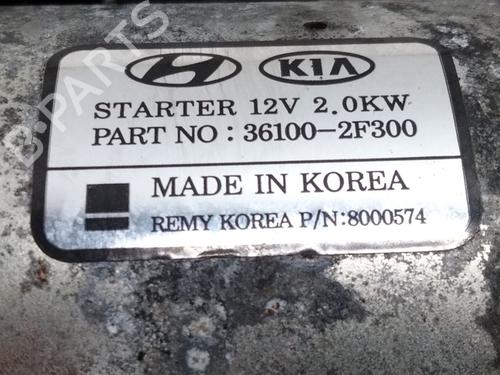 B-PARTS
KIA
STARTER 12V 2.0KW
PART NO : 36100-2F300
MADE IN KOREA
REMY KOREA P/N:8000574